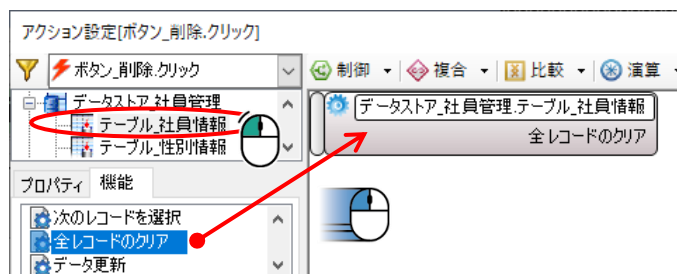 アクション設定[ボタン_削除.クリック]
ボタン_削除.クリック
制御 複合 比較 演算
データストア_社員管理
テーブル_社員情報
テーブル_性別情報
データストア_社員管理.テーブル_社員情報
全レコードのクリア
プロパティ 機能
次のレコードを選択
全レコードのクリア
データ更新